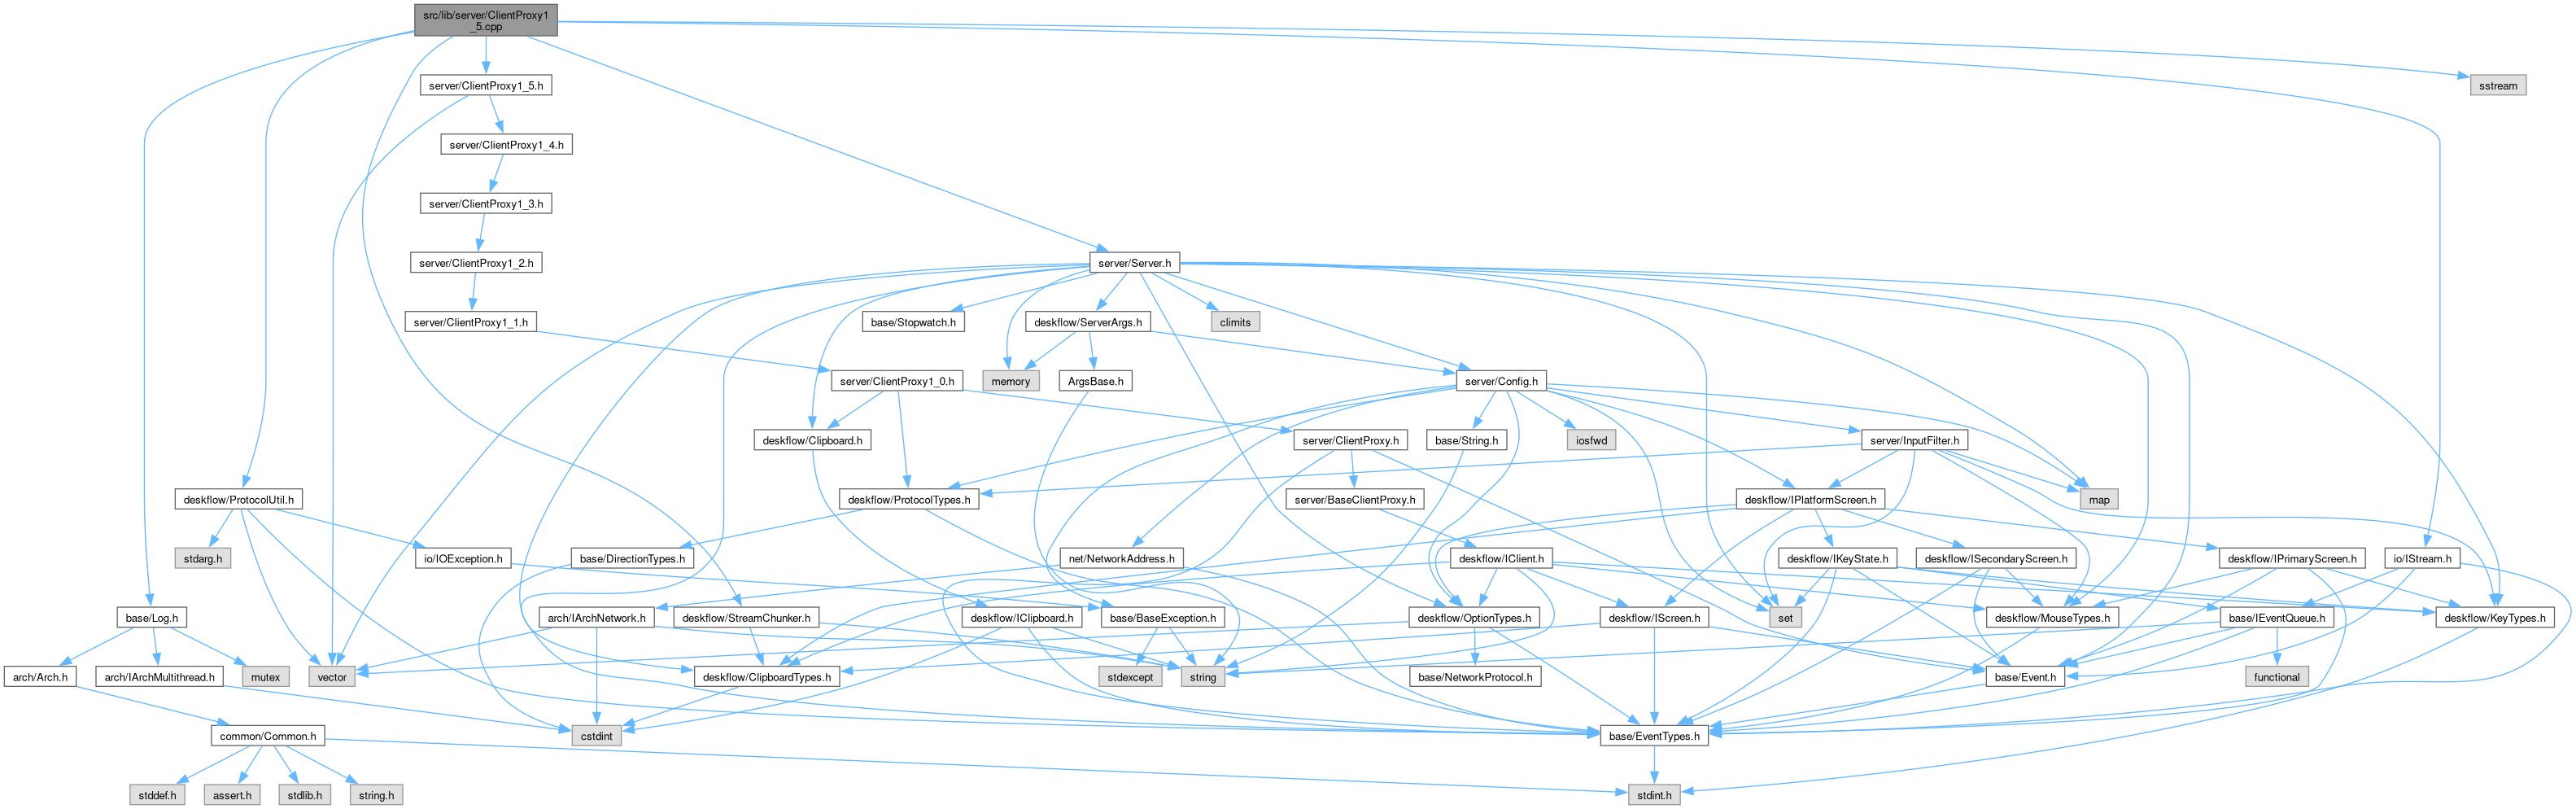 src/lib/server/ClientProxy1
_5.cpp
server/ClientProxy1_5.h
sstream
server/ClientProxy1_4.h
server/ClientProxy1_3.h
server/ClientProxy1_2.h
server/Server.h
server/ClientProxy1_1.h
base/Stopwatch.h
deskflow/ServerArgs.h
climits
server/ClientProxy1_0.h
memory
ArgsBase.h
server/Config.h
deskflow/Clipboard.h
server/ClientProxy.h
base/String.h
iosfwd
server/InputFilter.h
deskflow/ProtocolUtil.h
deskflow/ProtocolTypes.h
server/BaseClientProxy.h
deskflow/IPlatformScreen.h
map
stdarg.h
io/IOException.h
base/DirectionTypes.h
net/NetworkAddress.h
deskflow/IClient.h
deskflow/IKeyState.h
deskflow/ISecondaryScreen.h
deskflow/IPrimaryScreen.h
io/IStream.h
base/Log.h
arch/IArchNetwork.h
deskflow/StreamChunker.h
deskflow/IClipboard.h
base/BaseException.h
deskflow/OptionTypes.h
deskflow/IScreen.h
set
deskflow/MouseTypes.h
base/IEventQueue.h
deskflow/KeyTypes.h
arch/Arch.h
arch/IArchMultithread.h
mutex
vector
deskflow/ClipboardTypes.h
stdexcept
string
base/NetworkProtocol.h
base/Event.h
functional
common/Common.h
cstdint
base/EventTypes.h
stddef.h
assert.h
stdlib.h
string.h
stdint.h